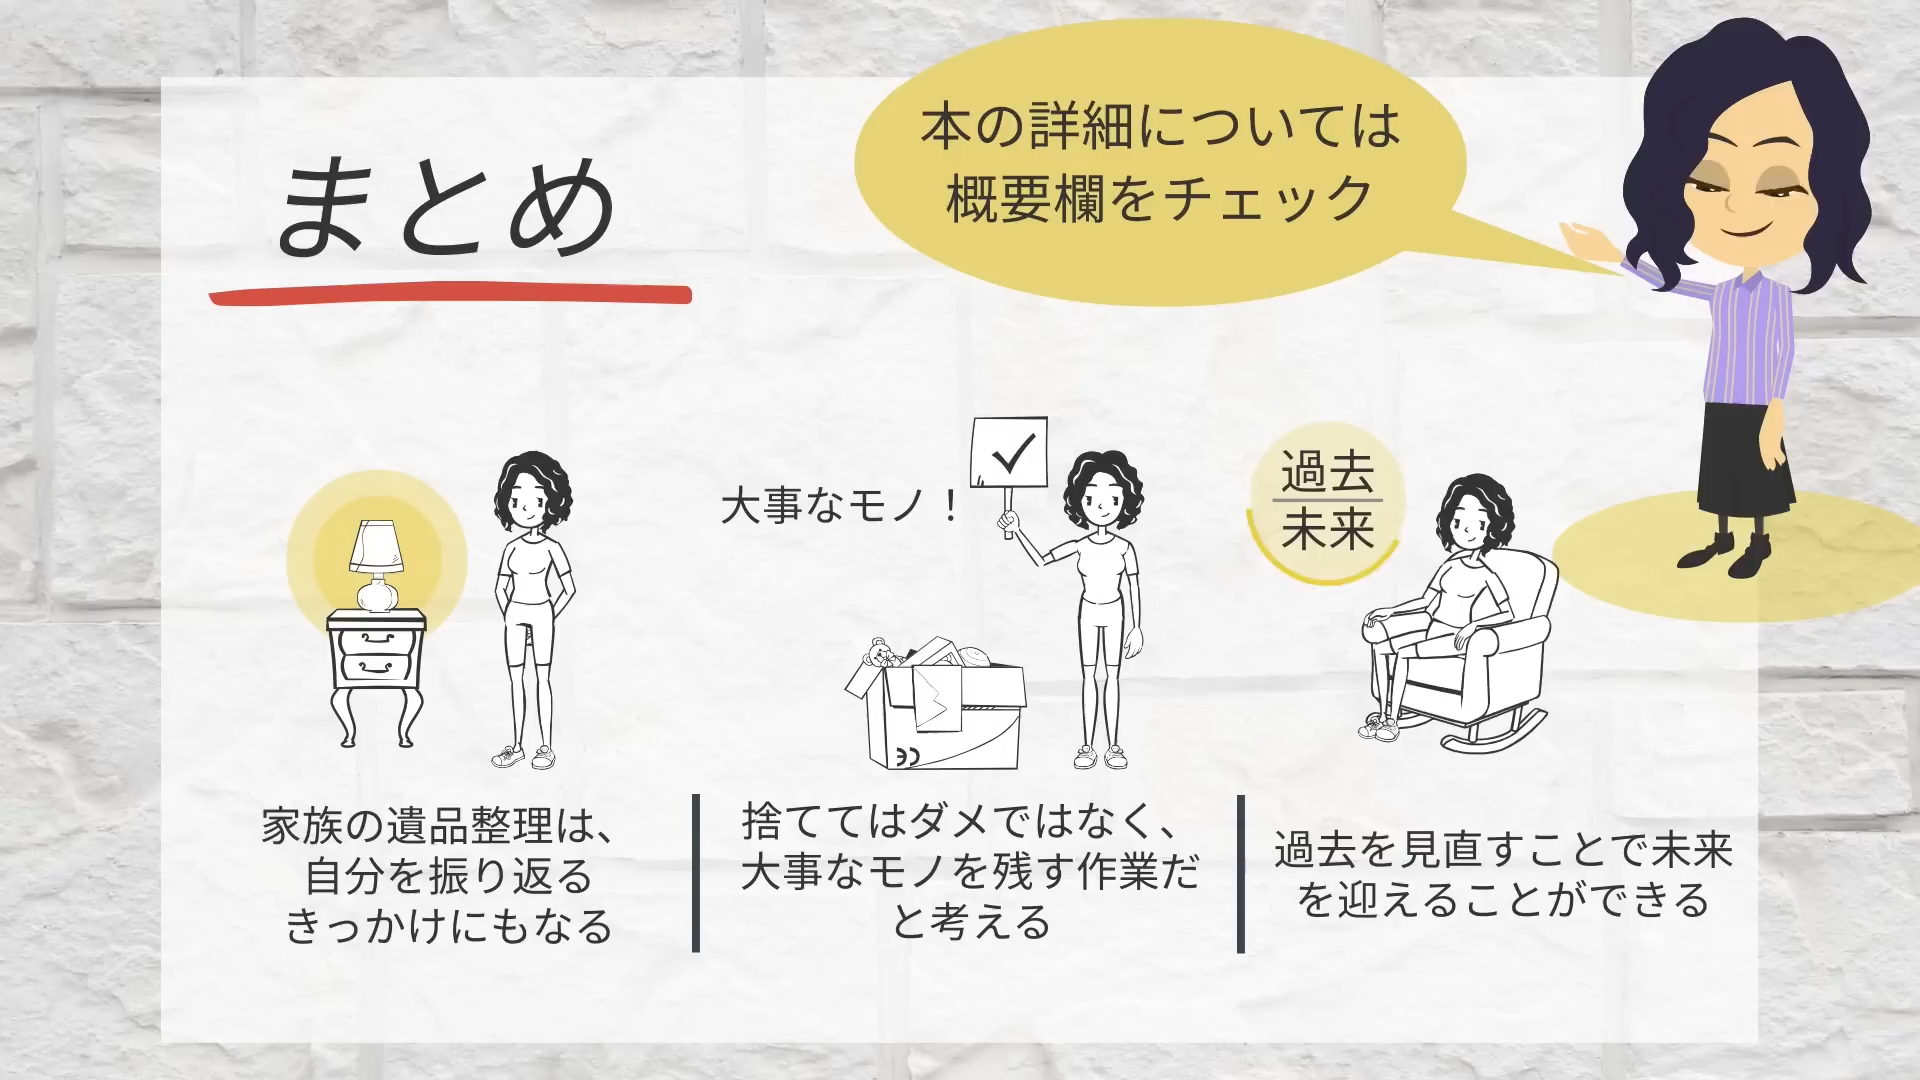 まとめ
本の詳細については
概要欄をチェック
大事なモノ！
過去
未来
家族の遺品整理は、
自分を振り返る
きっかけにもなる
捨ててはダメではなく、
大事なモノを残す作業だ
と考える
過去を見直すことで未来
を迎えることができる